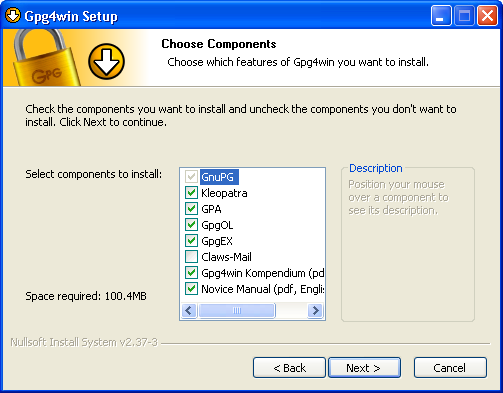 Gpg4win Setup
GPG
Choose Components
Choose which features of Gpg4win you want to install.
Check the components you want to install and uncheck the components you don't want to
install. Click Next to continue.
Select components to install:
GnuPG
Kleopatra
GPA
GpgOL
GpgEX
Claws-Mail
Gpg4win Kompendium (pd
Novice Manual (pdf, Englis
Description
Position your mouse
over a component to
see its description.
Space required: 100.4MB
Nullsoft Install System v2.37-3
< Back
Next >
Cancel